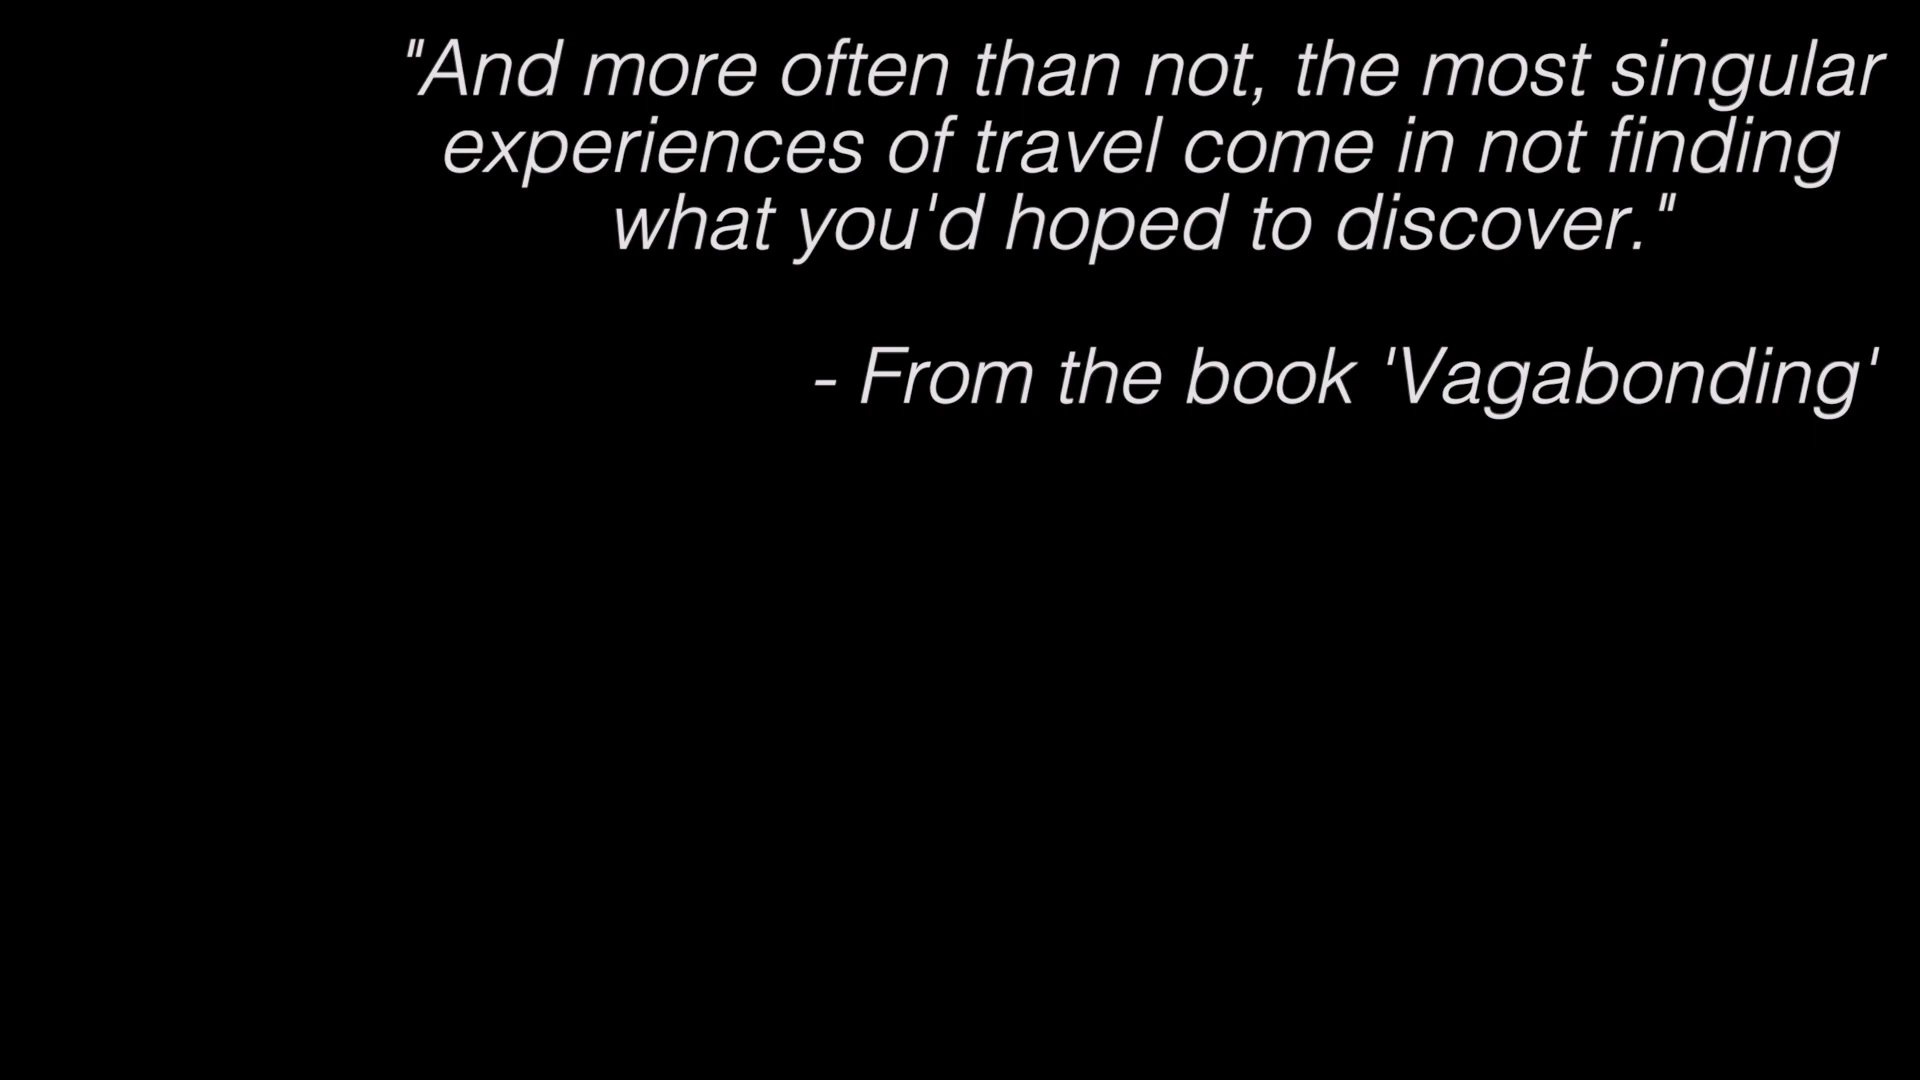 "And more often than not, the most singular
experiences of travel come in not finding
what you'd hoped to discover."
- From the book 'Vagabonding'